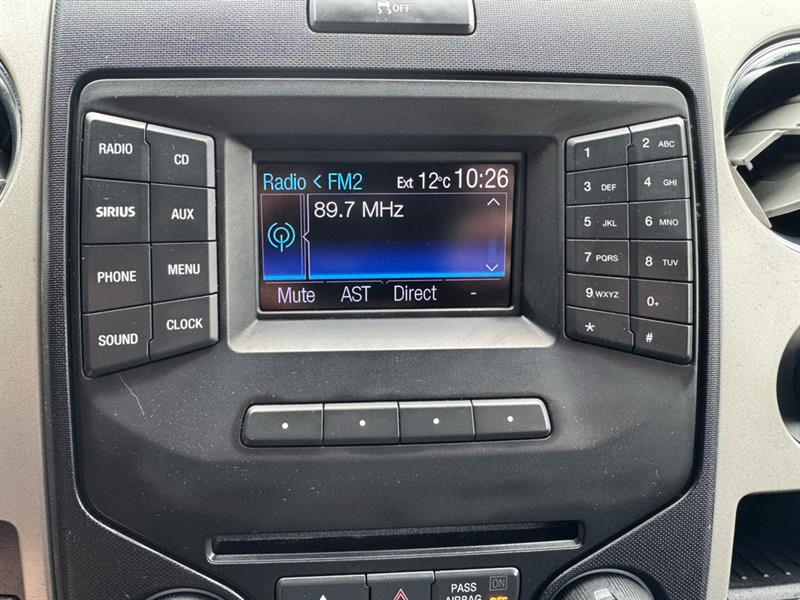 OFF
RADIO
CD
SIRIUS
AUX
PHONE
MENU
SOUND
CLOCK
Radio < FM2 Ext 12°C 10:26
89.7 MHz
Mute AST Direct -
1
2 ABC
3 DEF
4 GHI
5 JKL
6 MNO
7 PQRS
8 TUV
9 WXYZ
0+
*
#
PASS ON
AIRBAG OFF